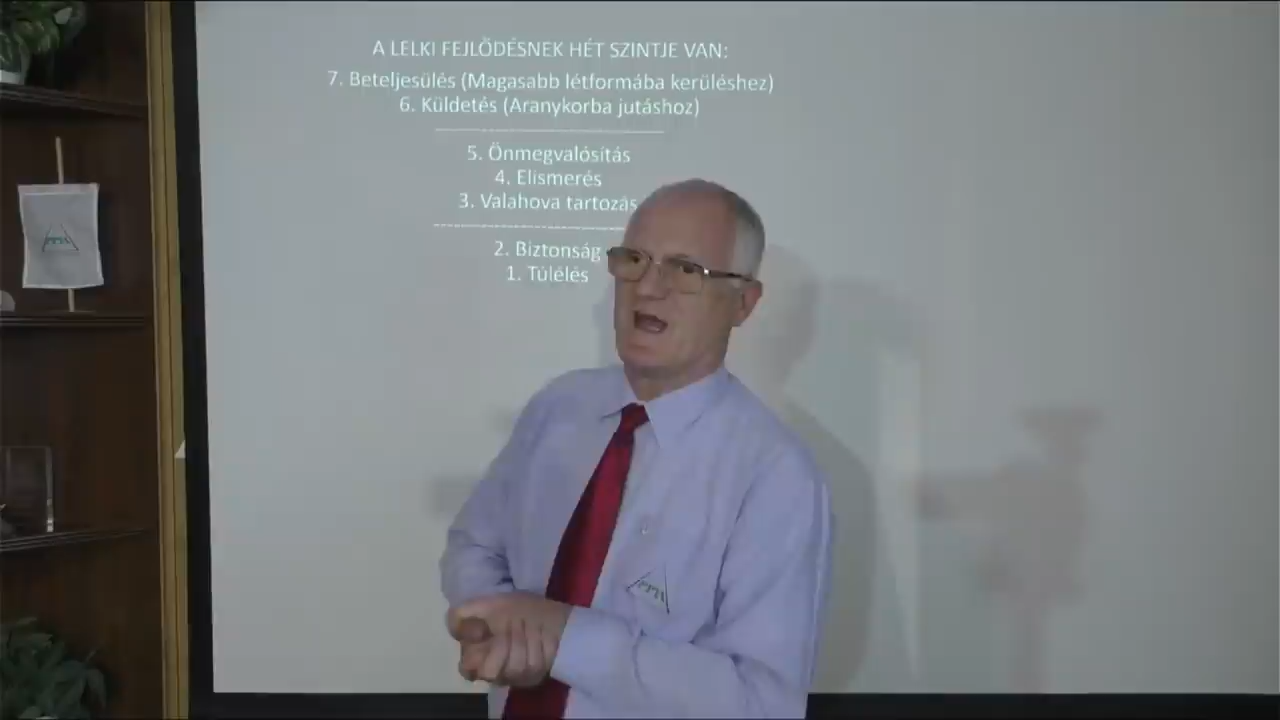 A LELKI FEJLŐDÉSNEK HÉT SZINTJE VAN:
7. Beteljesülés (Magasabb létformába kerüléshez)
6. Küldetés (Aranykorba jutáshoz)
5. Önmegvalósítás
4. Elismerés
3. Valahova tartozás
2. Biztonság
1. Túlélés